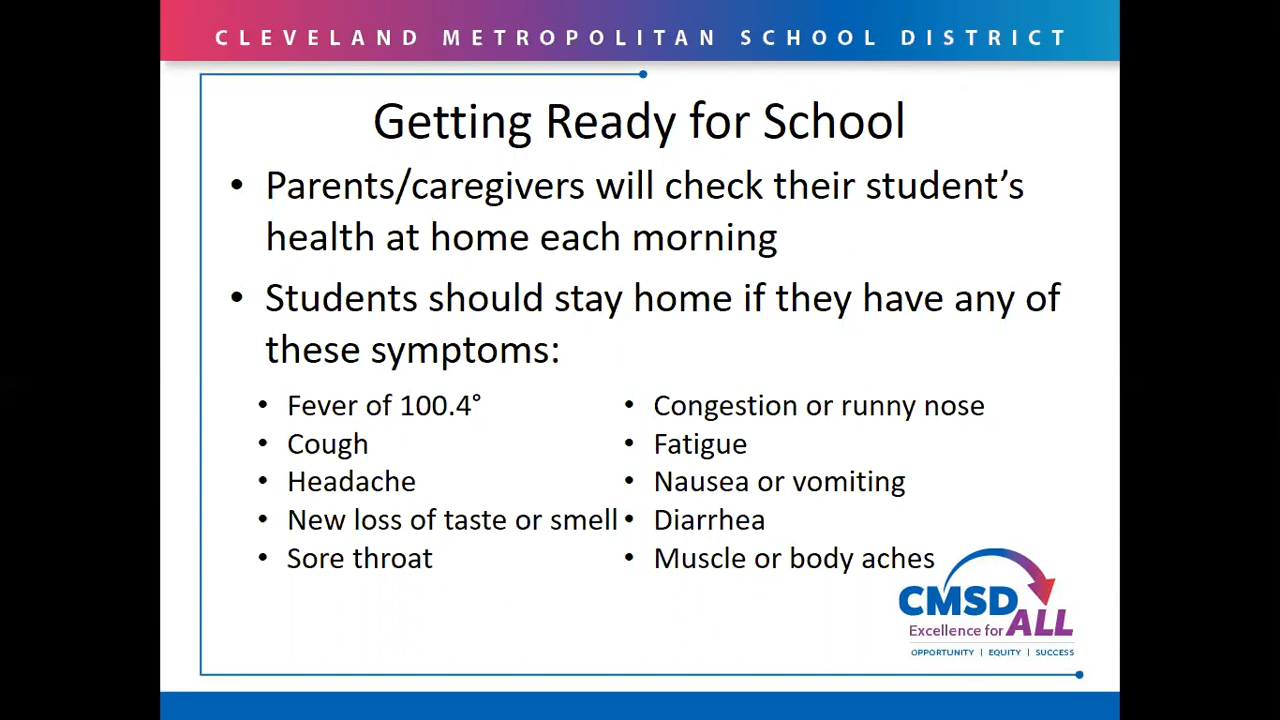 CLEVELAND METROPOLITAN SCHOOL DISTRICT
Getting Ready for School
• Parents/caregivers will check their student’s
health at home each morning
• Students should stay home if they have any of
these symptoms:
• Fever of 100.4°
• Cough
• Headache
• New loss of taste or smell
• Sore throat
• Congestion or runny nose
• Fatigue
• Nausea or vomiting
• Diarrhea
• Muscle or body aches
CMSD
Excellence for ALL
OPPORTUNITY | EQUITY | SUCCESS